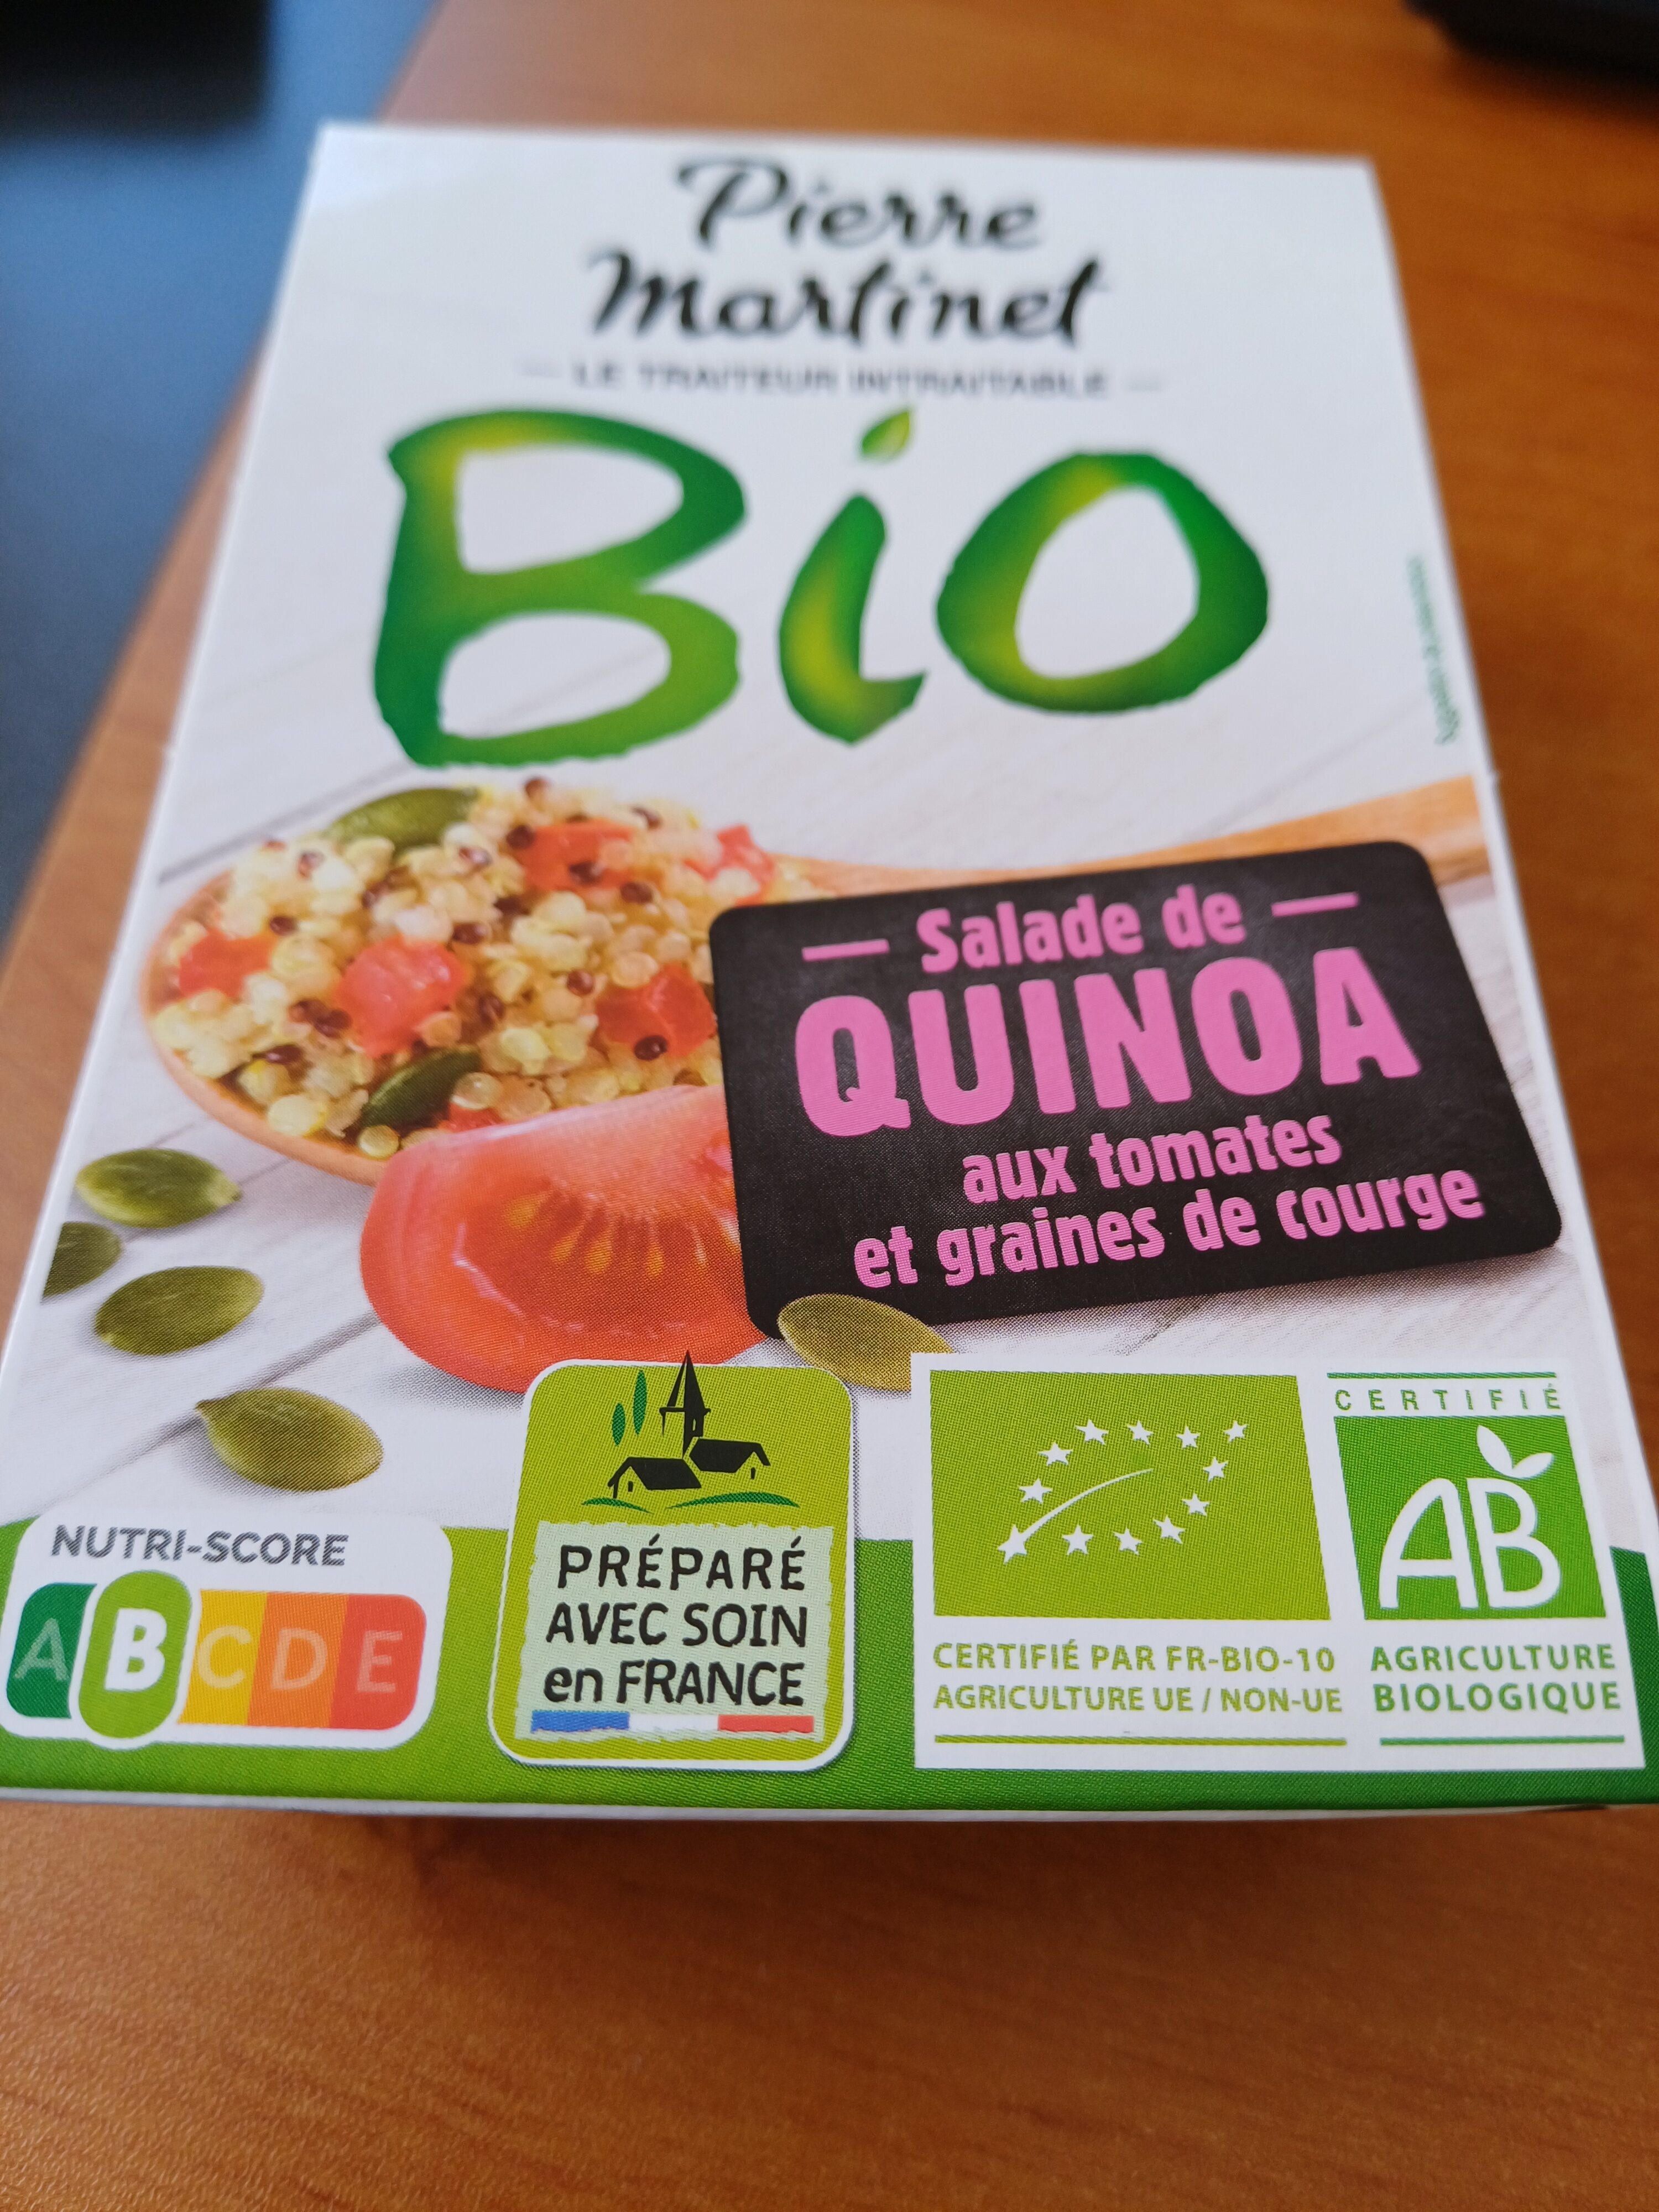 Pierre
Martinet
LE TRAITEUR INTRAITABLE
Bio
Salade de
QUINOA
aux tomates
et graines de courge
NUTRI-SCORE
A B C D E
PRÉPARÉ
AVEC SOIN
en FRANCE
CERTIFIÉ PAR FR-BIO-10
AGRICULTURE UE / NON-UE
CERTIFIÉ
AB
AGRICULTURE
BIOLOGIQUE